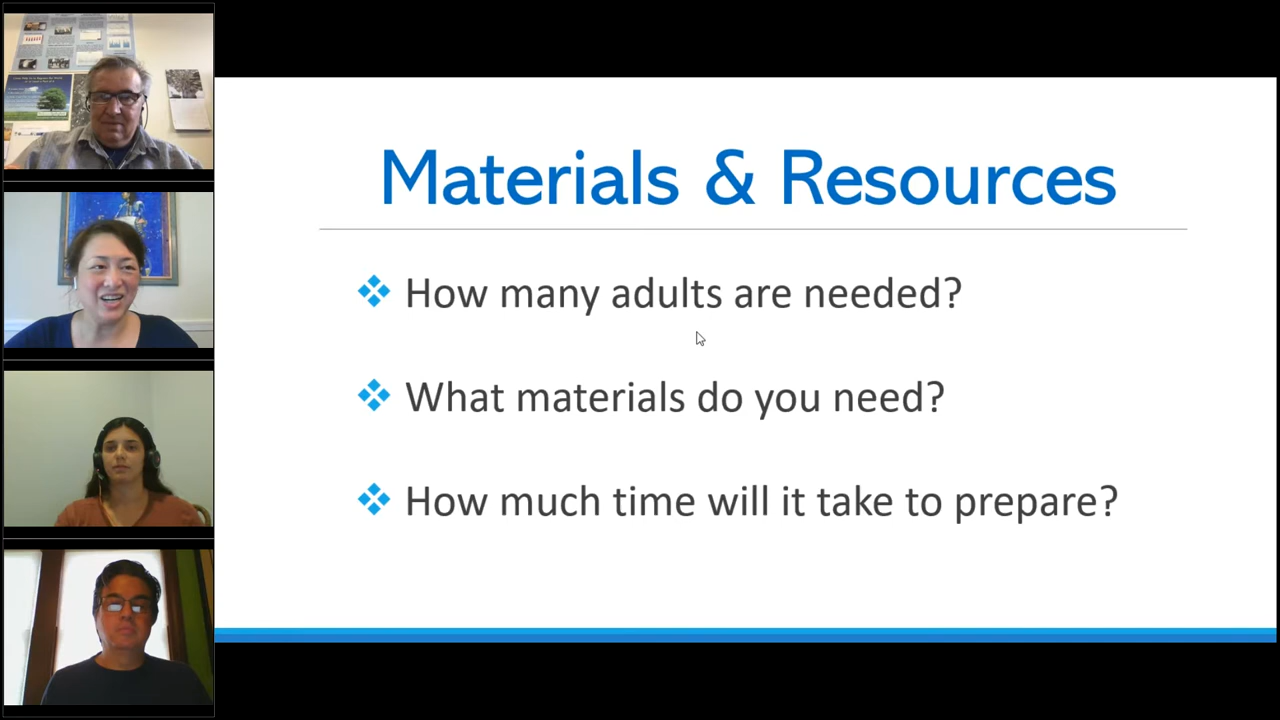 Materials & Resources
How many adults are needed?
What materials do you need?
How much time will it take to prepare?